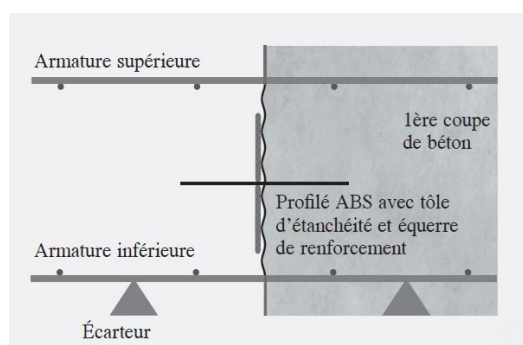 Armature supérieure
1ère coupe
de béton
Profilé ABS avec tôle
d'étanchéité et équerre
de renforcement
Armature inférieure
Écarteur